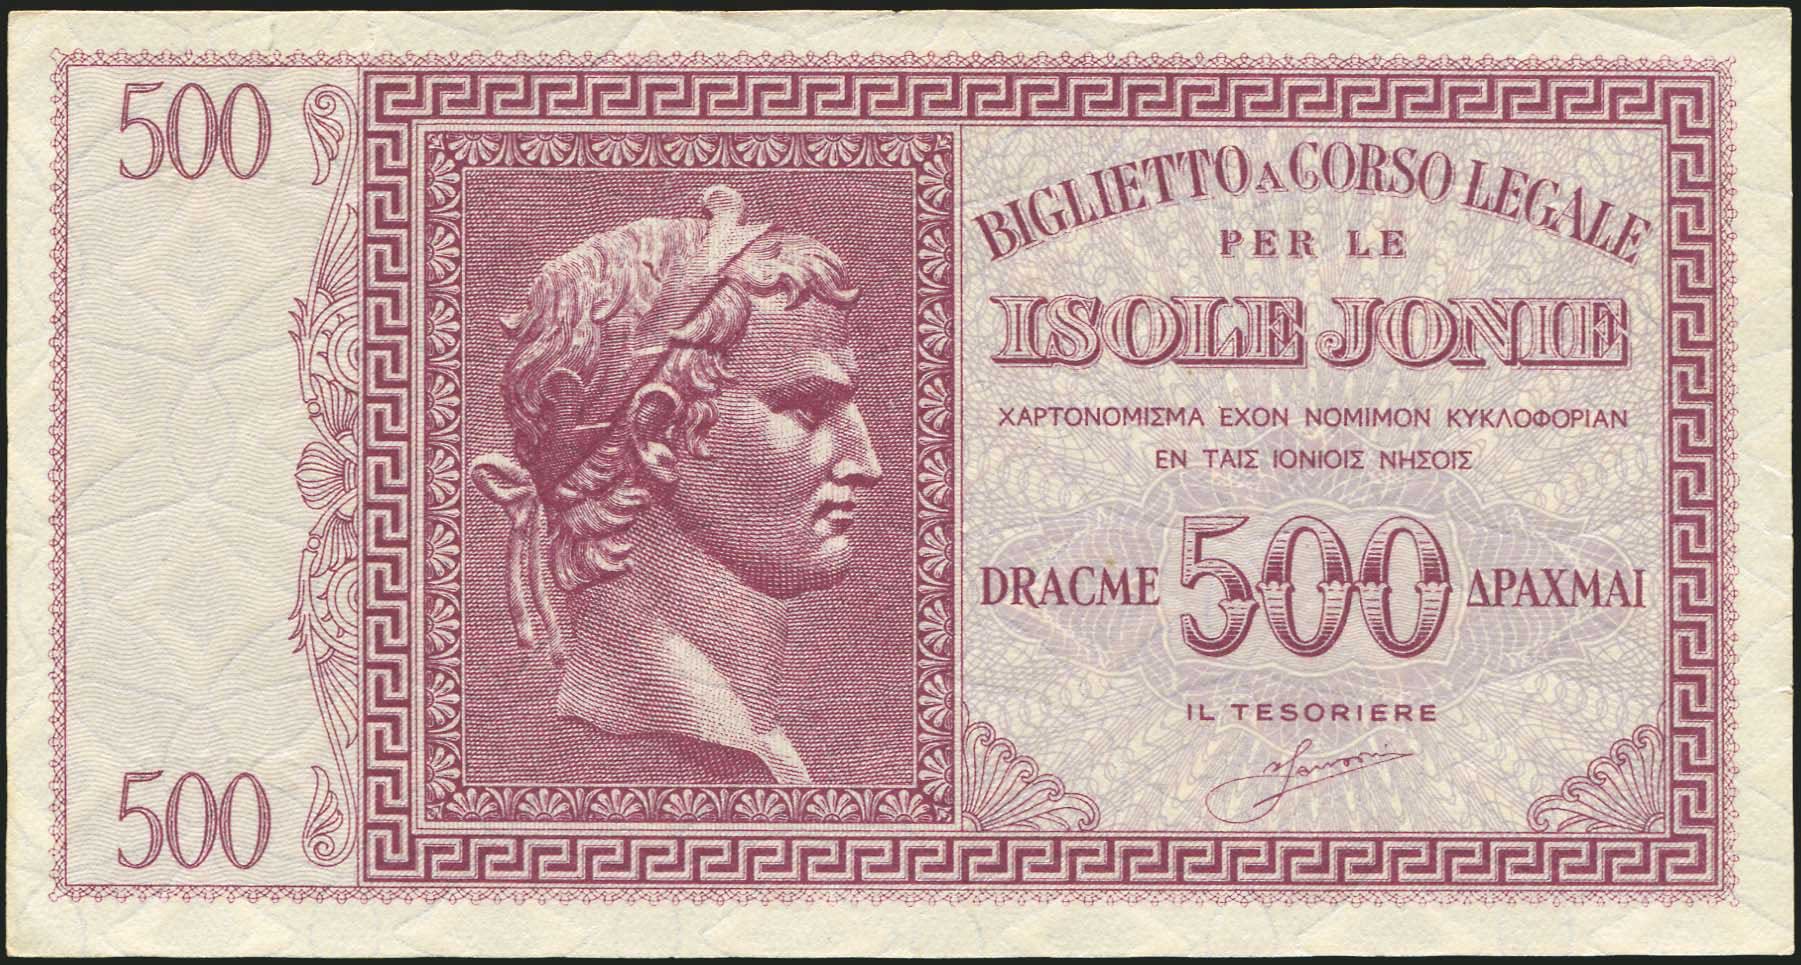 500
BIGLIETTO A CORSO LEGALE
PER LE
ISOLE JONIE
ΧΑΡΤΟΝΟΜΙΣΜΑ ΕΧΟΝ ΝΟΜΙΜΟΝ ΚΥΚΛΟΦΟΡΙΑΝ
ΕΝ ΤΑΙΣ ΙΟΝΙΟΙΣ ΝΗΣΟΙΣ
DRACME 500 ΔΡΑΧΜΑΙ
IL TESORIERE
500